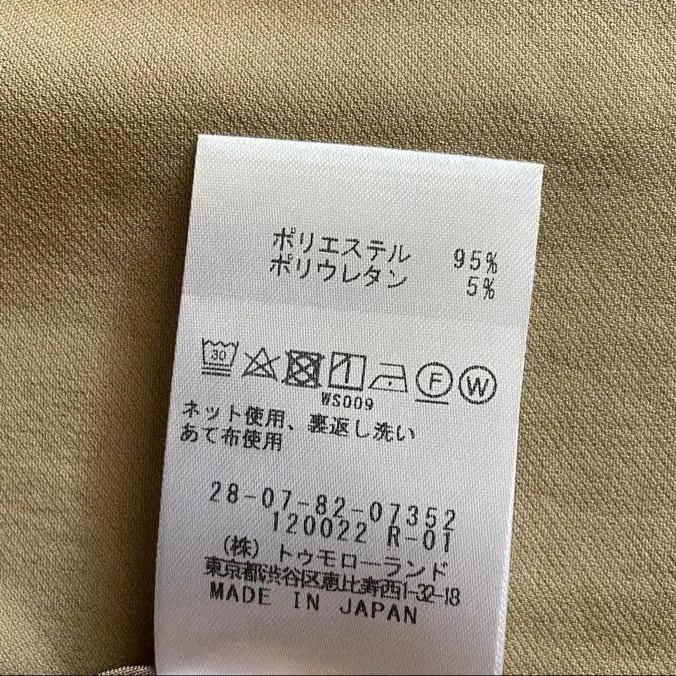 ポリエステル 95%
ポリウレタン 5%
30 F W
WS009
ネット使用、裏返し洗い
あて布使用
28-07-82-07352
120022 R-01
(株) トゥモローランド
東京都渋谷区恵比寿西1-32-18
MADE IN JAPAN